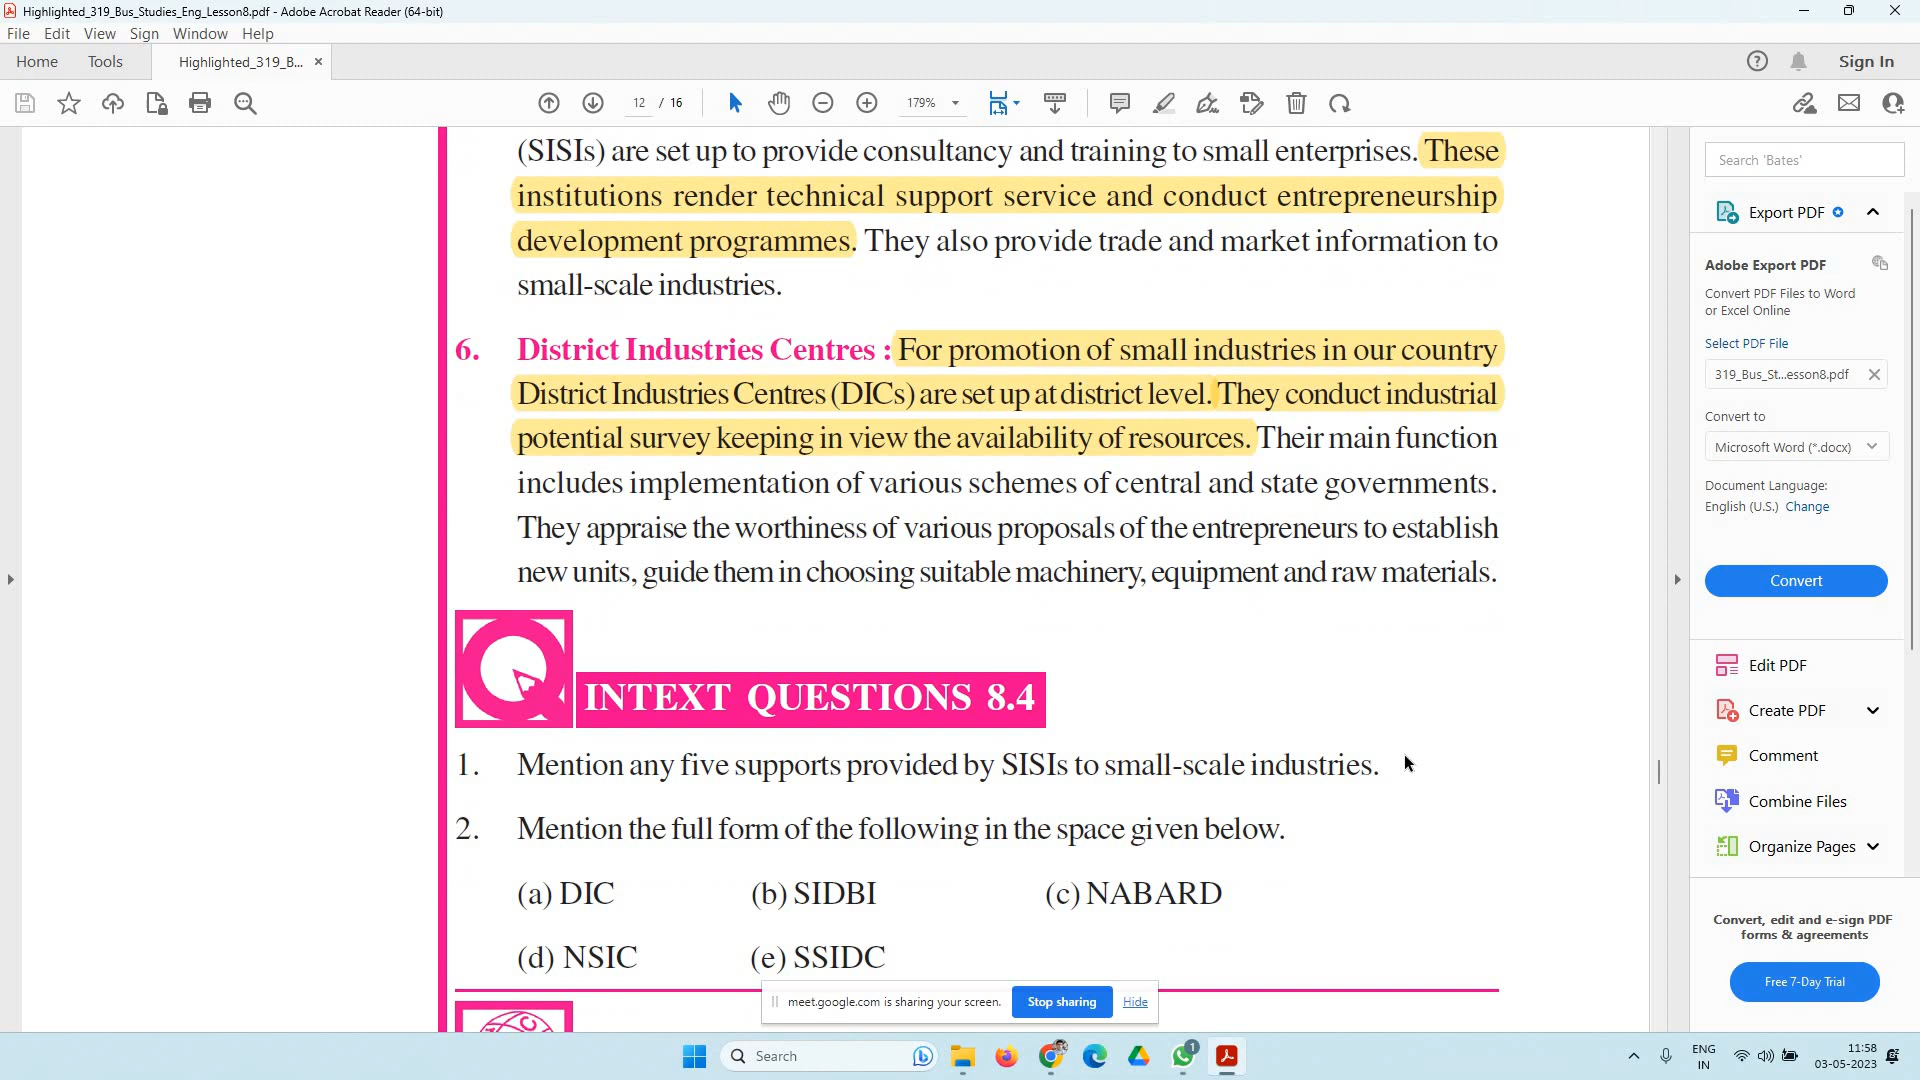 Highlighted_319_Bus_Studies_Eng_Lesson8.pdf - Adobe Acrobat Reader (64-bit)
File Edit View Sign Window Help
Home Tools Highlighted_319_B... × Sign In
12 / 16 179%
(SISIs) are set up to provide consultancy and training to small enterprises. These
institutions render technical support service and conduct entrepreneurship
development programmes. They also provide trade and market information to
small-scale industries.
6. District Industries Centres : For promotion of small industries in our country
District Industries Centres (DICs) are set up at district level. They conduct industrial
potential survey keeping in view the availability of resources. Their main function
includes implementation of various schemes of central and state governments.
They appraise the worthiness of various proposals of the entrepreneurs to establish
new units, guide them in choosing suitable machinery, equipment and raw materials.
INTEXT QUESTIONS 8.4
1. Mention any five supports provided by SISIs to small-scale industries.
2. Mention the full form of the following in the space given below.
(a) DIC (b) SIDBI (c) NABARD
(d) NSIC (e) SSIDC
Search 'Bates'
Export PDF
Adobe Export PDF
Convert PDF Files to Word
or Excel Online
Select PDF File
319_Bus_St...esson8.pdf
Convert to
Microsoft Word (*.docx)
Document Language:
English (U.S.) Change
Convert
Edit PDF
Create PDF
Comment
Combine Files
Organize Pages
Convert, edit and e-sign PDF
forms & agreements
Free 7-Day Trial
meet.google.com is sharing your screen. Stop sharing Hide
Search
1
ENG
IN
11:58
03-05-2023